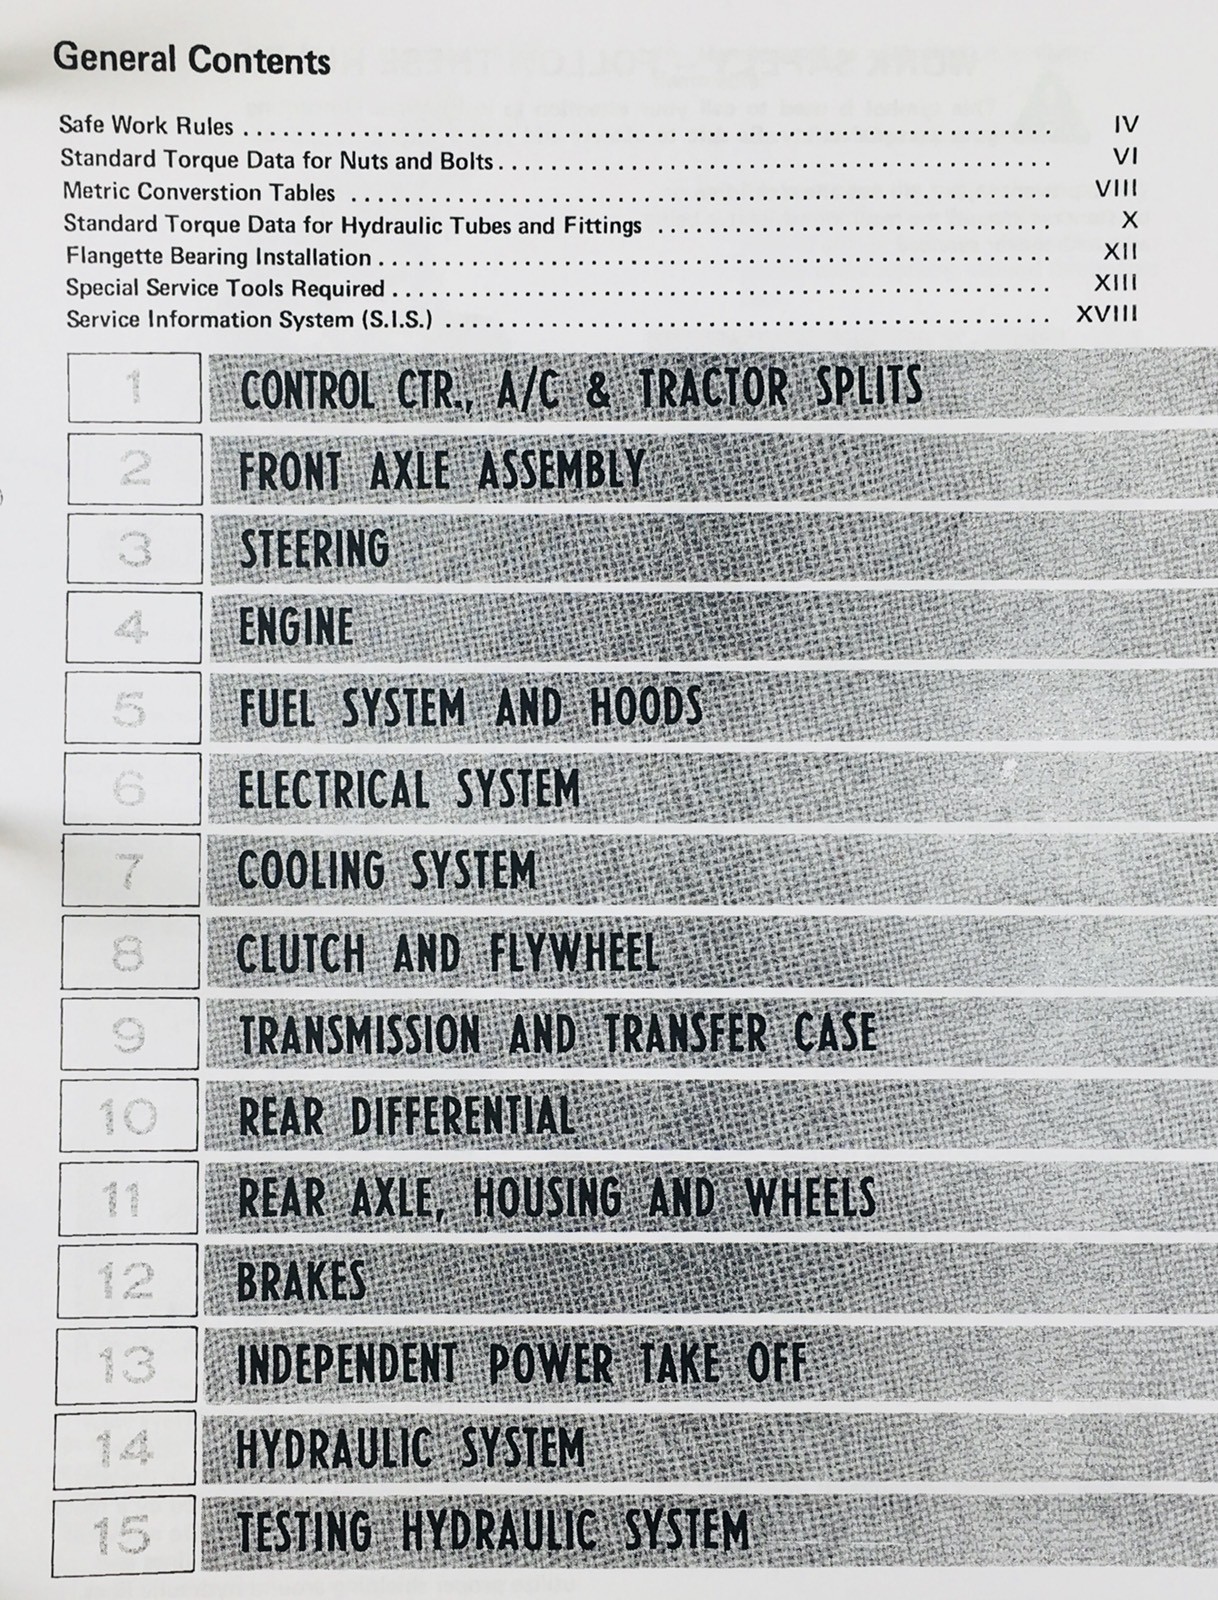 General Contents
Safe Work Rules ........................................................ IV
Standard Torque Data for Nuts and Bolts........................................ VI
Metric Converstion Tables ................................................ VIII
Standard Torque Data for Hydraulic Tubes and Fittings .............................. X
Flangette Bearing Installation............................................... XII
Special Service Tools Required .............................................. XIII
Service Information System (S.I.S.) .......................................... XVIII
1 CONTROL CTR., A/C & TRACTOR SPLITS
2 FRONT AXLE ASSEMBLY
3 STEERING
4 ENGINE
5 FUEL SYSTEM AND HOODS
6 ELECTRICAL SYSTEM
7 COOLING SYSTEM
8 CLUTCH AND FLYWHEEL
9 TRANSMISSION AND TRANSFER CASE
10 REAR DIFFERENTIAL
11 REAR AXLE, HOUSING AND WHEELS
12 BRAKES
13 INDEPENDENT POWER TAKE OFF
14 HYDRAULIC SYSTEM
15 TESTING HYDRAULIC SYSTEM